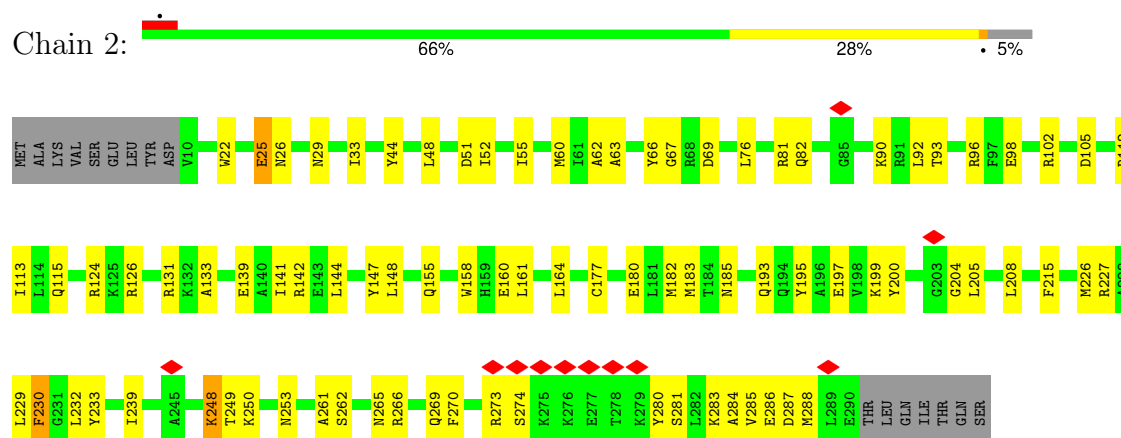 Chain 2:
•
66% 28% • 5%
MET ALA LYS VAL SER GLU LEU TYR ASP V10 W22 E25 N26 N29 I33 Y44 L48 D51 I52 I55 M60 I61 A62 A63 Y66 G67 R68 D69 L76 R81 Q82 G85 K90 R91 L92 T93 R96 F97 E98 R102 D105
I113 L114 Q115 R124 K125 R126 R131 K132 A133 E139 A140 I141 R142 E143 L144 Y147 L148 Q155 W158 H159 E160 L161 L164 C177 E180 L181 M182 M183 T184 N185 Q193 Q194 Y195 A196 E197 V198 K199 Y200 G203 G204 L205 L208 F215 M226 R227
L229 F230 G231 L232 Y233 I239 A245 K248 T249 K250 N253 A261 S262 N265 R266 Q269 F270 R273 S274 K275 K276 E277 T278 K279 Y280 S281 L282 K283 A284 V285 E286 D287 M288 L289 E290 THR LEU GLN ILE THR GLN SER